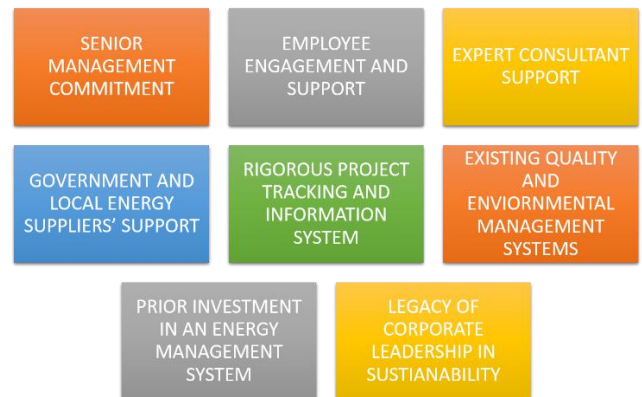 SENIOR
MANAGEMENT
COMMITMENT
EMPLOYEE
ENGAGEMENT AND
SUPPORT
EXPERT CONSULTANT
SUPPORT
GOVERNMENT AND
LOCAL ENERGY
SUPPLIERS' SUPPORT
RIGOROUS PROJECT
TRACKING AND
INFORMATION
SYSTEM
EXISTING QUALITY
AND
ENVIORNMENTAL
MANAGEMENT
SYSTEMS
PRIOR INVESTMENT
IN AN ENERGY
MANAGEMENT
SYSTEM
LEGACY OF
CORPORATE
LEADERSHIP IN
SUSTIANABILITY